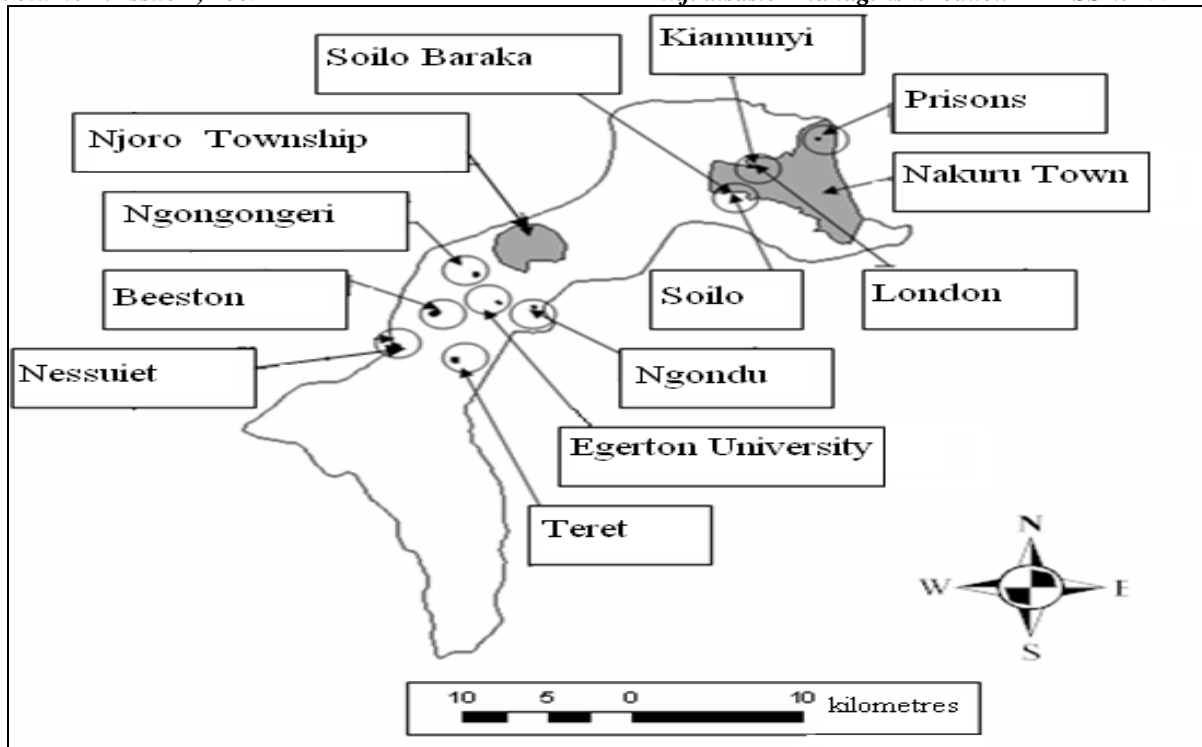 Kiamunyi
Soilo Baraka
Prisons
Njoro Township
Nakuru Town
Ngongongeri
Beeston
Soilo
London
Nessuiet
Ngondu
Egerton University
Teret
N
W E
S
10 5 0 10
kilometres